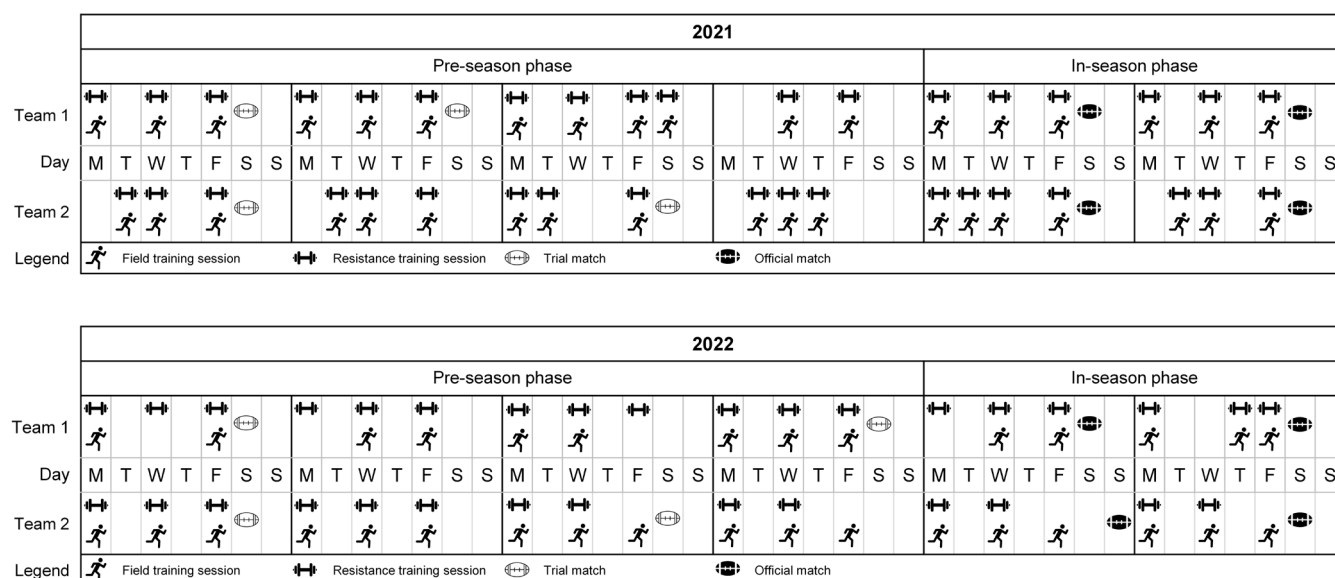 2021
Pre-season phase In-season phase
Team 1
Day M T W T F S S M T W T F S S M T W T F S S M T W T F S S M T W T F S S M T W T F S S
Team 2
Legend Field training session Resistance training session Trial match Official match
2022
Pre-season phase In-season phase
Team 1
Day M T W T F S S M T W T F S S M T W T F S S M T W T F S S M T W T F S S M T W T F S S
Team 2
Legend Field training session Resistance training session Trial match Official match